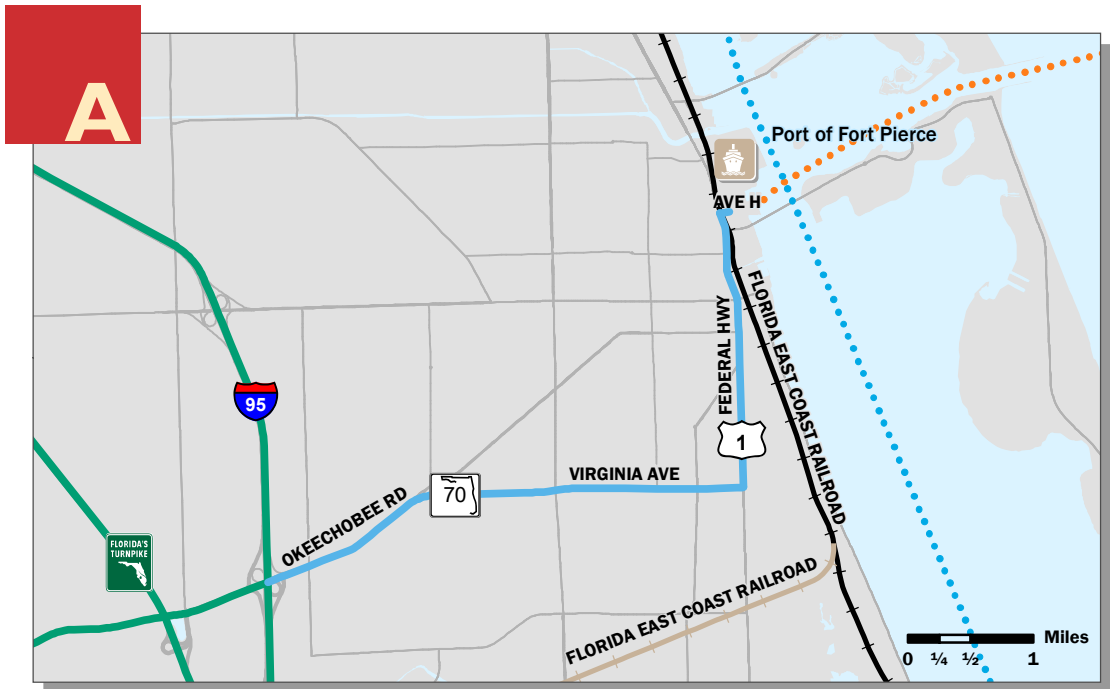 A
Port of Fort Pierce
AVE H
FEDERAL HWY
FLORIDA EAST COAST RAILROAD
95
1
VIRGINIA AVE
70
OKEECHOBEE RD
FLORIDA'S
TURNPIKE
FLORIDA EAST COAST RAILROAD
Miles
0 ¼ ½ 1